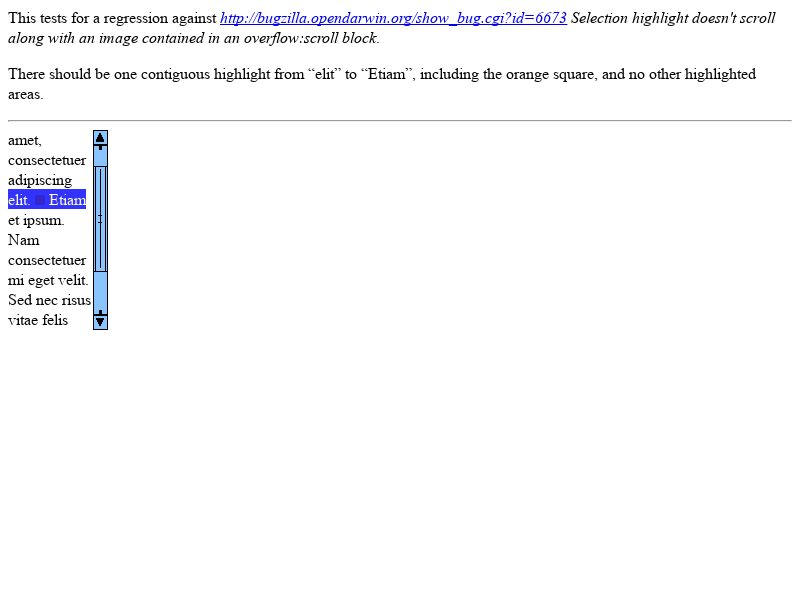 This tests for a regression against http://bugzilla.opendarwin.org/show_bug.cgi?id=6673 Selection highlight doesn't scroll
along with an image contained in an overflow:scroll block.
There should be one contiguous highlight from “elit” to “Etiam”, including the orange square, and no other highlighted
areas.
amet,
consectetuer
adipiscing
elit. Etiam
et ipsum.
Nam
consectetuer
mi eget velit.
Sed nec risus
vitae felis